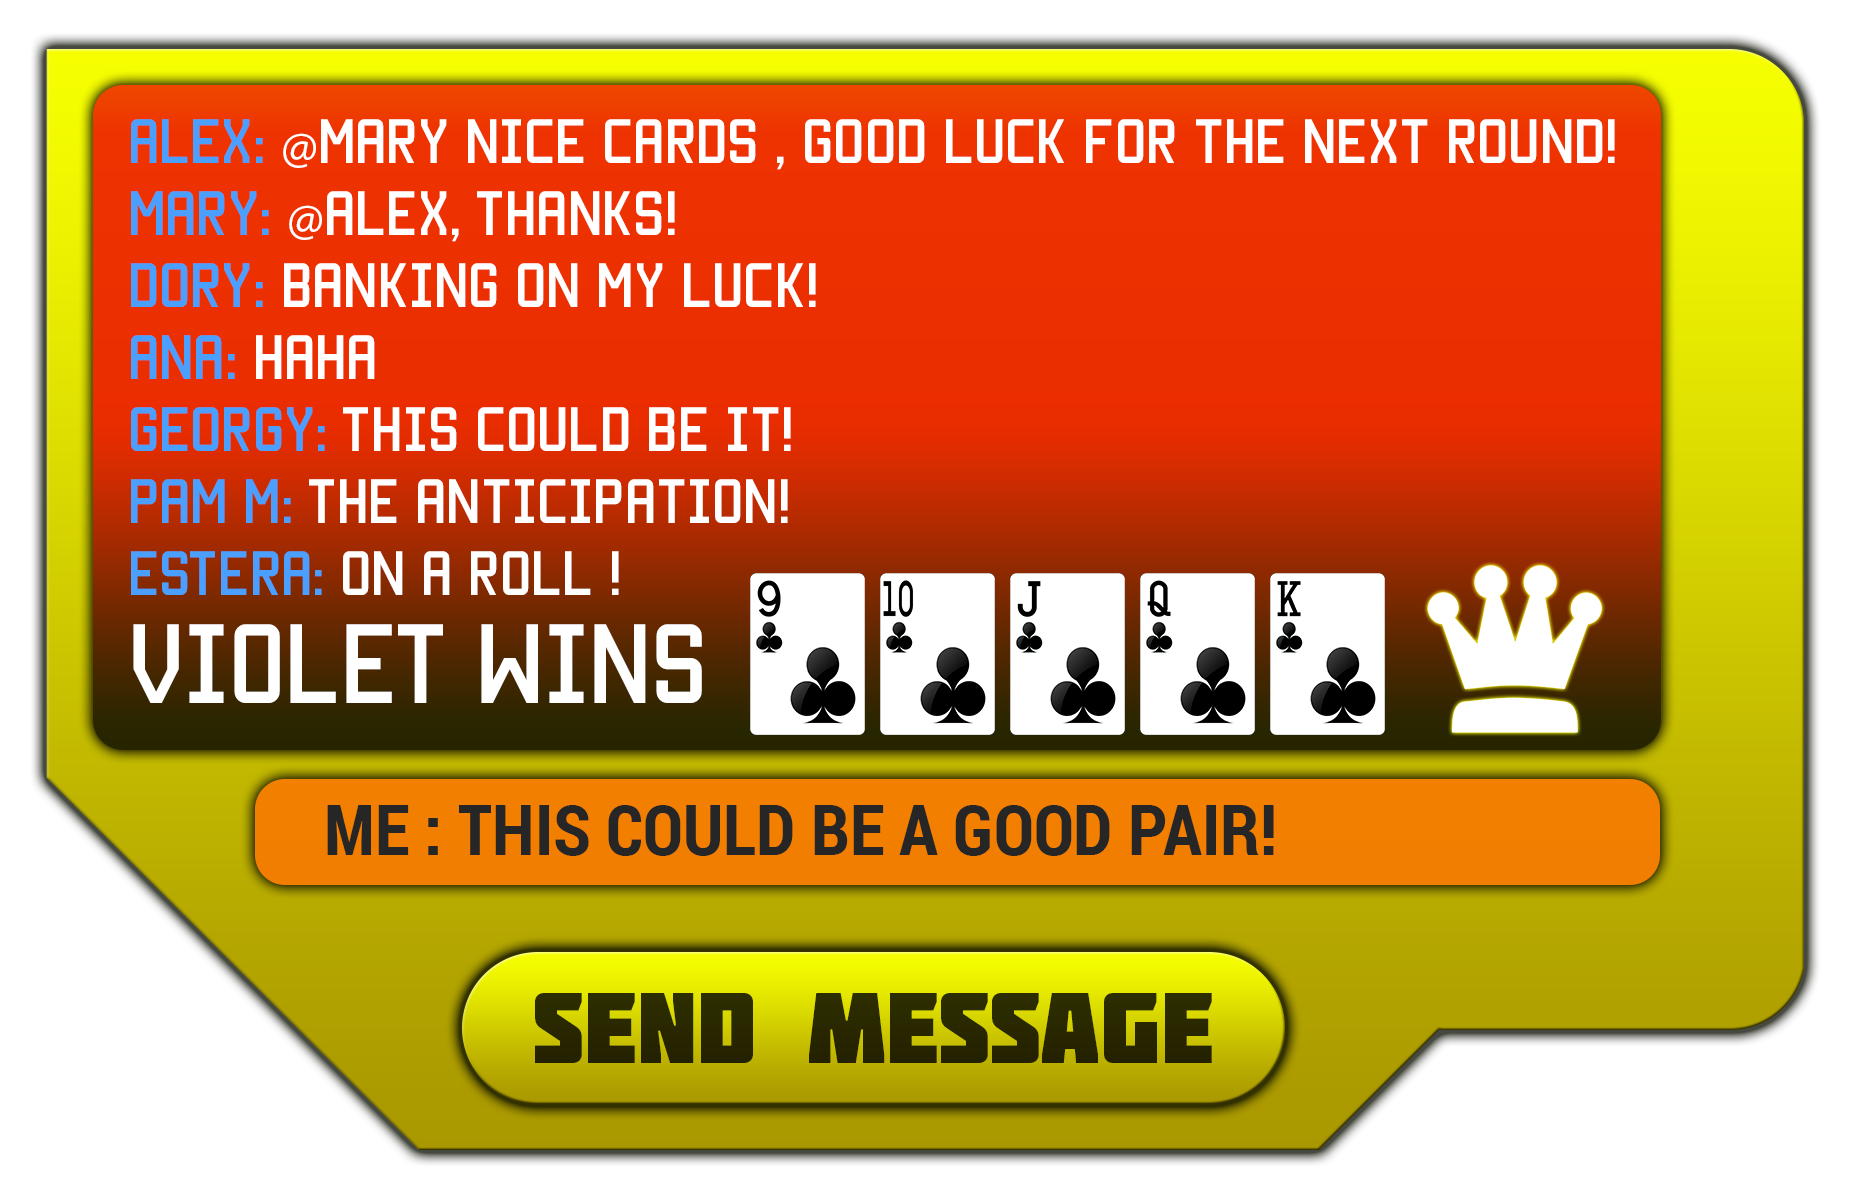 ALEX: @MARY NICE CARDS , GOOD LUCK FOR THE NEXT ROUND!
MARY: @ALEX, THANKS!
DORY: BANKING ON MY LUCK!
ANA: HAHA
GEORGY: THIS COULD BE IT!
PAM M: THE ANTICIPATION!
ESTERA: ON A ROLL !
VIOLET WINS 9 10 J Q K
ME : THIS COULD BE A GOOD PAIR!
SEND MESSAGE